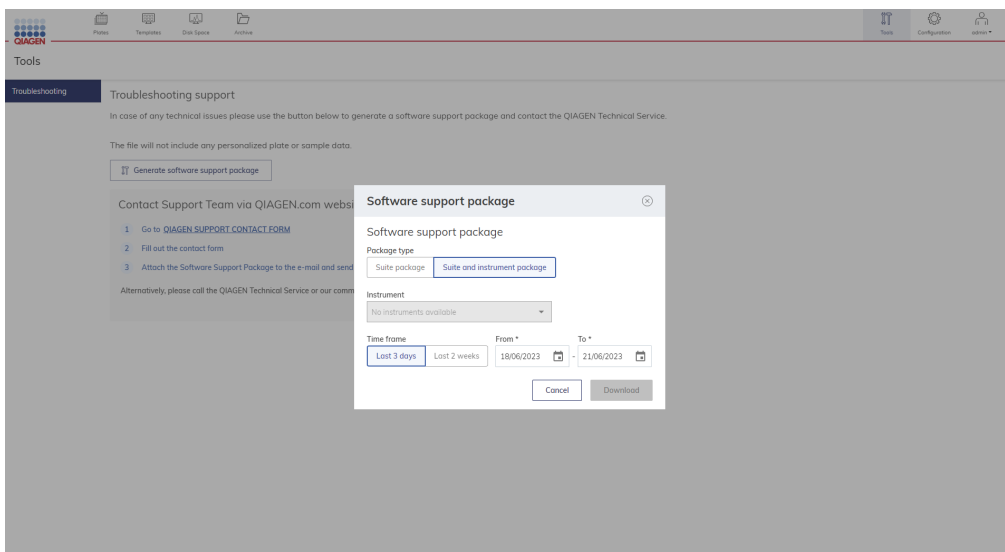 QIAGEN
Plates
Templates
Disk Space
Archive
Tools
Configuration
admin
Tools
Troubleshooting
Troubleshooting support
In case of any technical issues please use the button below to generate a software support package and contact the QIAGEN Technical Service.
The file will not include any personalized plate or sample data.
Generate software support package
Contact Support Team via QIAGEN.com websi
1 Go to QIAGEN SUPPORT CONTACT FORM
2 Fill out the contact form
3 Attach the Software Support Package to the e-mail and send
Alternatively, please call the QIAGEN Technical Service or our comm
Software support package
Software support package
Package type
Suite package
Suite and instrument package
Instrument
No instruments available
Time frame
From *
To *
Last 3 days
Last 2 weeks
18/06/2023
-
21/06/2023
Cancel
Download